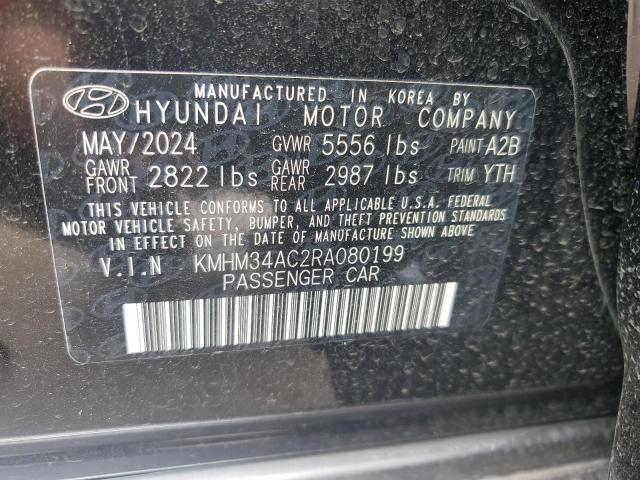 MANUFACTURED IN KOREA BY
HYUNDAI MOTOR COMPANY
MAY/2024 GVWR 5556 lbs PAINT A2B
GAWR FRONT 2822 lbs GAWR REAR 2987 lbs TRIM YTH
THIS VEHICLE CONFORMS TO ALL APPLICABLE U.S.A. FEDERAL
MOTOR VEHICLE SAFETY, BUMPER, AND THEFT PREVENTION STANDARDS
IN EFFECT ON THE DATE OF MANUFACTURE SHOWN ABOVE.
V.I.N KMHM34AC2RA080199
PASSENGER CAR